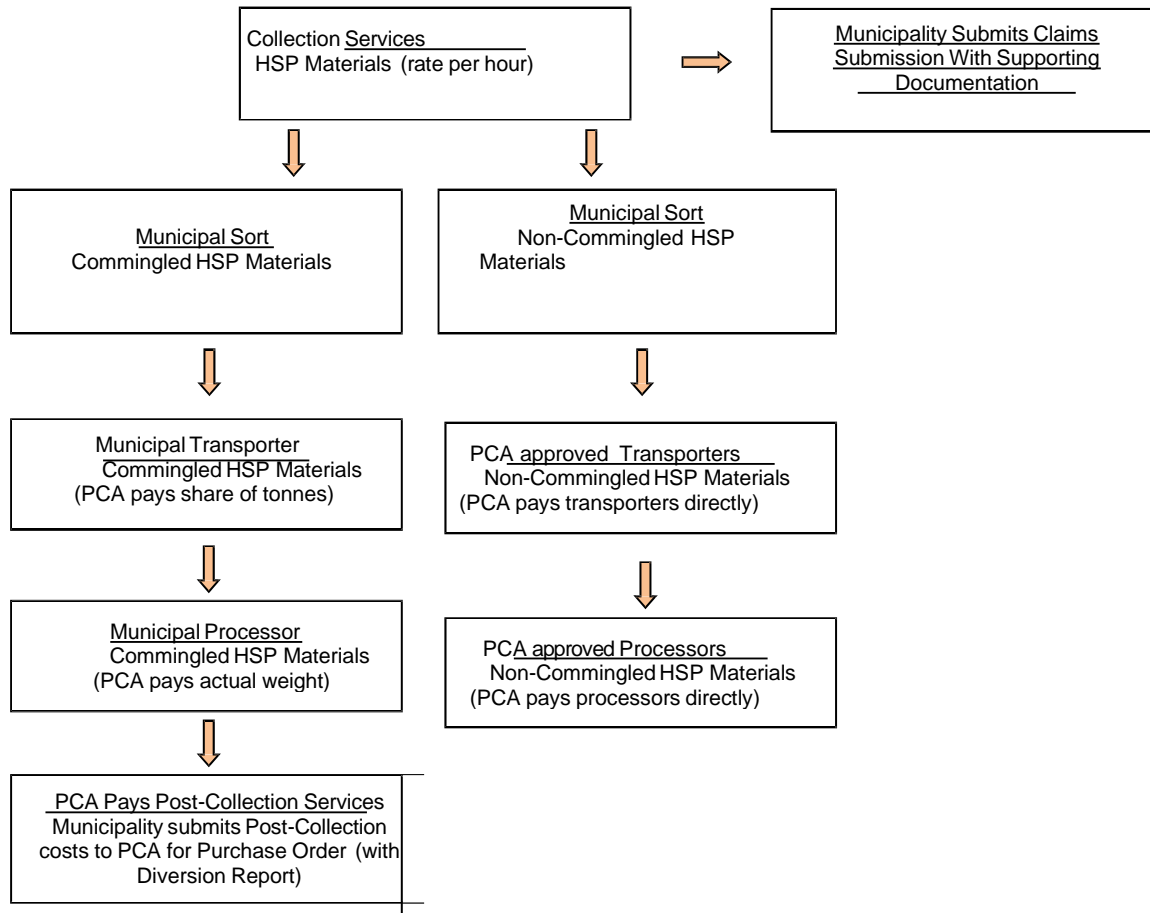 Collection Services
HSP Materials (rate per hour)
Municipality Submits Claims
Submission With Supporting
Documentation
Municipal Sort
Commingled HSP Materials
Municipal Sort
Non-Commingled HSP
Materials
Municipal Transporter
Commingled HSP Materials
(PCA pays share of tonnes)
PCA approved Transporters
Non-Commingled HSP Materials
(PCA pays transporters directly)
Municipal Processor
Commingled HSP Materials
(PCA pays actual weight)
PCA approved Processors
Non-Commingled HSP Materials
(PCA pays processors directly)
PCA Pays Post-Collection Services
Municipality submits Post-Collection
costs to PCA for Purchase Order (with
Diversion Report)